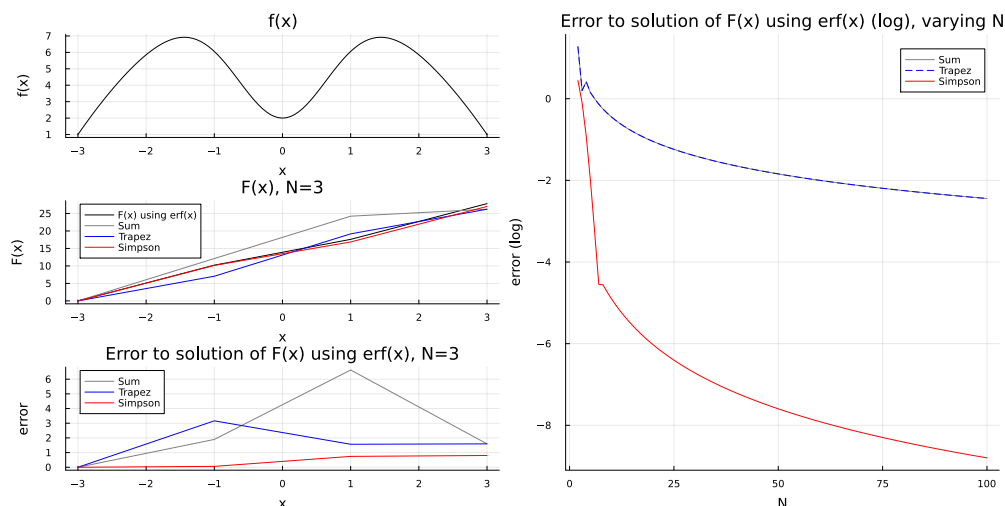 f(x)
f(x)
7
6
5
4
3
2
1
−3 −2 −1 0 1 2 3
x
F(x), N=3
F(x)
25
20
15
10
5
0
F(x) using erf(x)
Sum
Trapez
Simpson
−3 −2 −1 0 1 2 3
x
Error to solution of F(x) using erf(x), N=3
error
6
5
4
3
2
1
0
Sum
Trapez
Simpson
−3 −2 −1 0 1 2 3
x
Error to solution of F(x) using erf(x) (log), varying N
error (log)
0
−2
−4
−6
−8
Sum
Trapez
Simpson
0 25 50 75 100
N